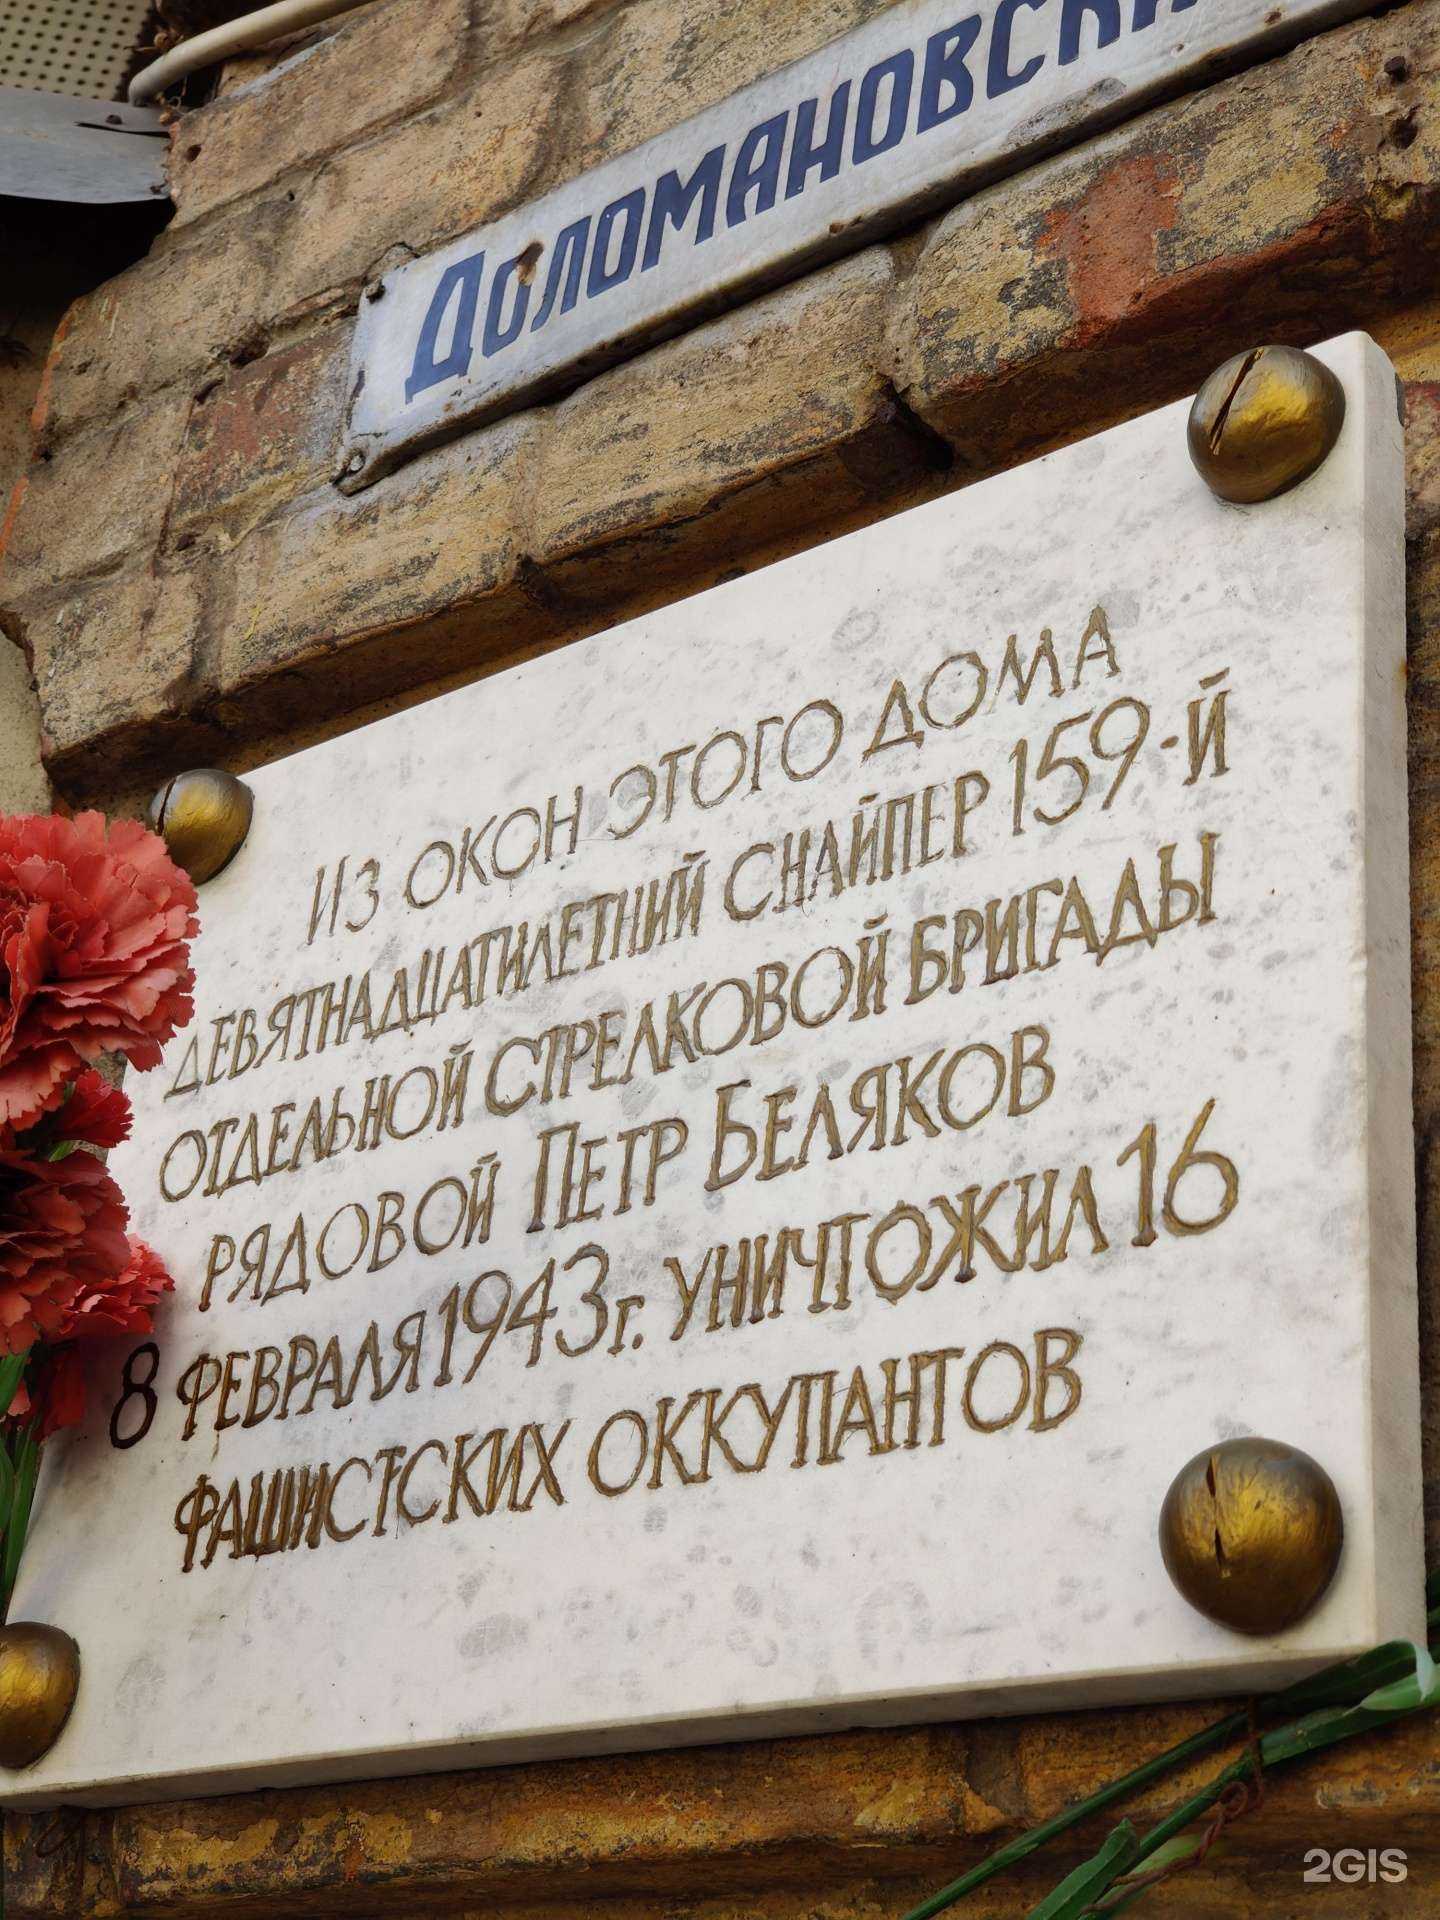 Доломановски
Из окон этого дома
девятнадцатилетний снайпер 159-й
отдельной стрелковой бригады
рядовой Петр Беляков
8 февраля 1943г. уничтожил 16
фашистских оккупантов
2GIS